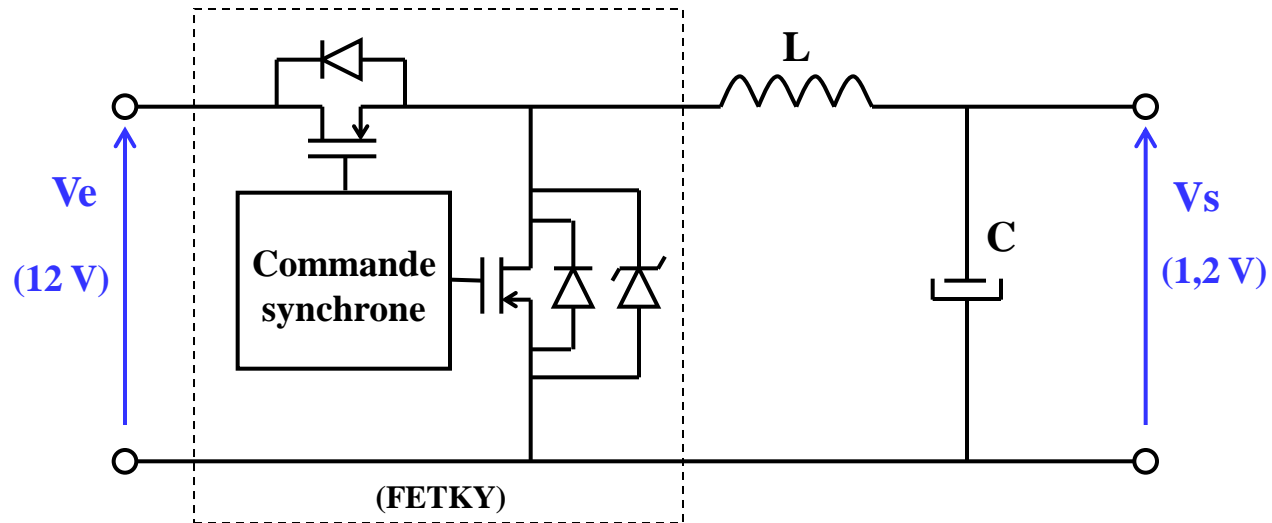 L
Ve
(12 V)
Commande
synchrone
C
Vs
(1,2 V)
(FETKY)